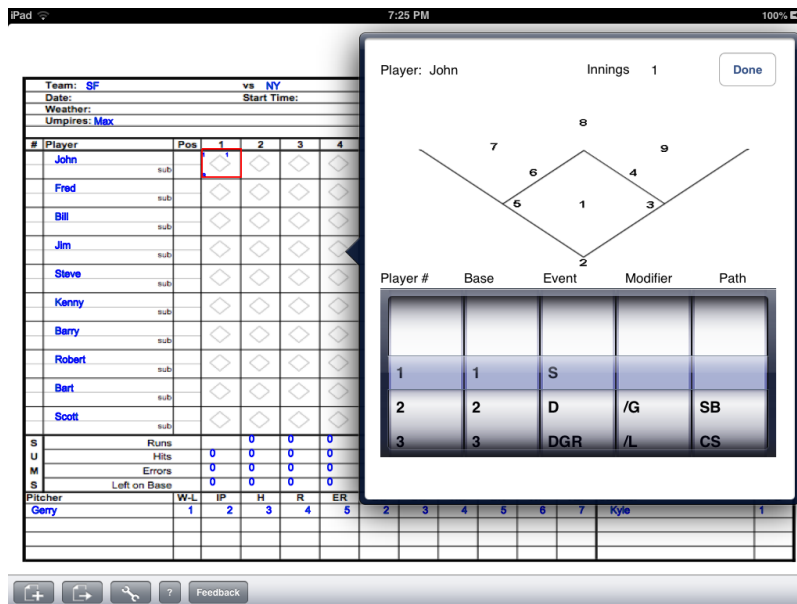 iPad 7:25 PM 100%
Player: John Innings 1 Done
Team: SF vs NY
Date: Start Time:
Weather:
Umpires: Max
# Player Pos 1 2 3 4
John
sub
1 1
Fred
sub
Bill
sub
Jim
sub
Steve
sub
Kenny
sub
Barry
sub
Robert
sub
Bart
sub
Scott
sub
8
7 9
6 4
5 1 3
2
Player # Base Event Modifier Path
1 1 S
2 2 D /G SB
3 3 DGR /L CS
S Runs 0 0 0
U Hits 0 0 0 0
M Errors 0 0 0 0
S Left on Base 0 0 0 0
Pitcher W-L IP H R ER
Gerry 1 2 3 4 5 2 3 4 5 6 7 Kyle 1
? Feedback